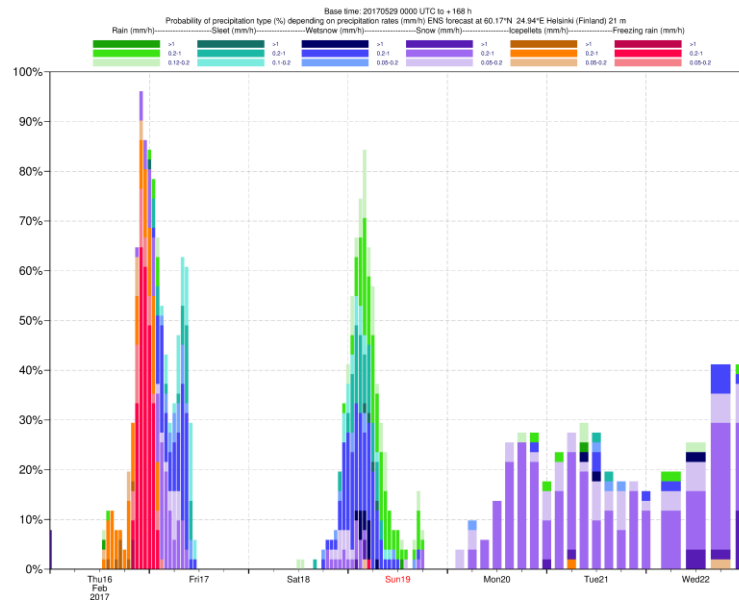 Base time: 20170529 0000 UTC to + 168 h
Probability of precipitation type (%) depending on precipitation rates (mm/h) ENS forecast at 60.17°N 24.94°E Helsinki (Finland) 21 m
Rain (mm/h) Sleet (mm/h) Wetsnow (mm/h) Snow (mm/h) Icepellets (mm/h) Freezing rain (mm/h)
>1 >1 >1 >1 >1 >1
0.2-1 0.2-1 0.2-1 0.2-1 0.2-1 0.2-1
0.12-0.2 0.1-0.2 0.05-0.2 0.05-0.2 0.05-0.2 0.05-0.2
100%
90%
80%
70%
60%
50%
40%
30%
20%
10%
0%
Thu16 Fri17 Sat18 Sun19 Mon20 Tue21 Wed22
Feb
2017